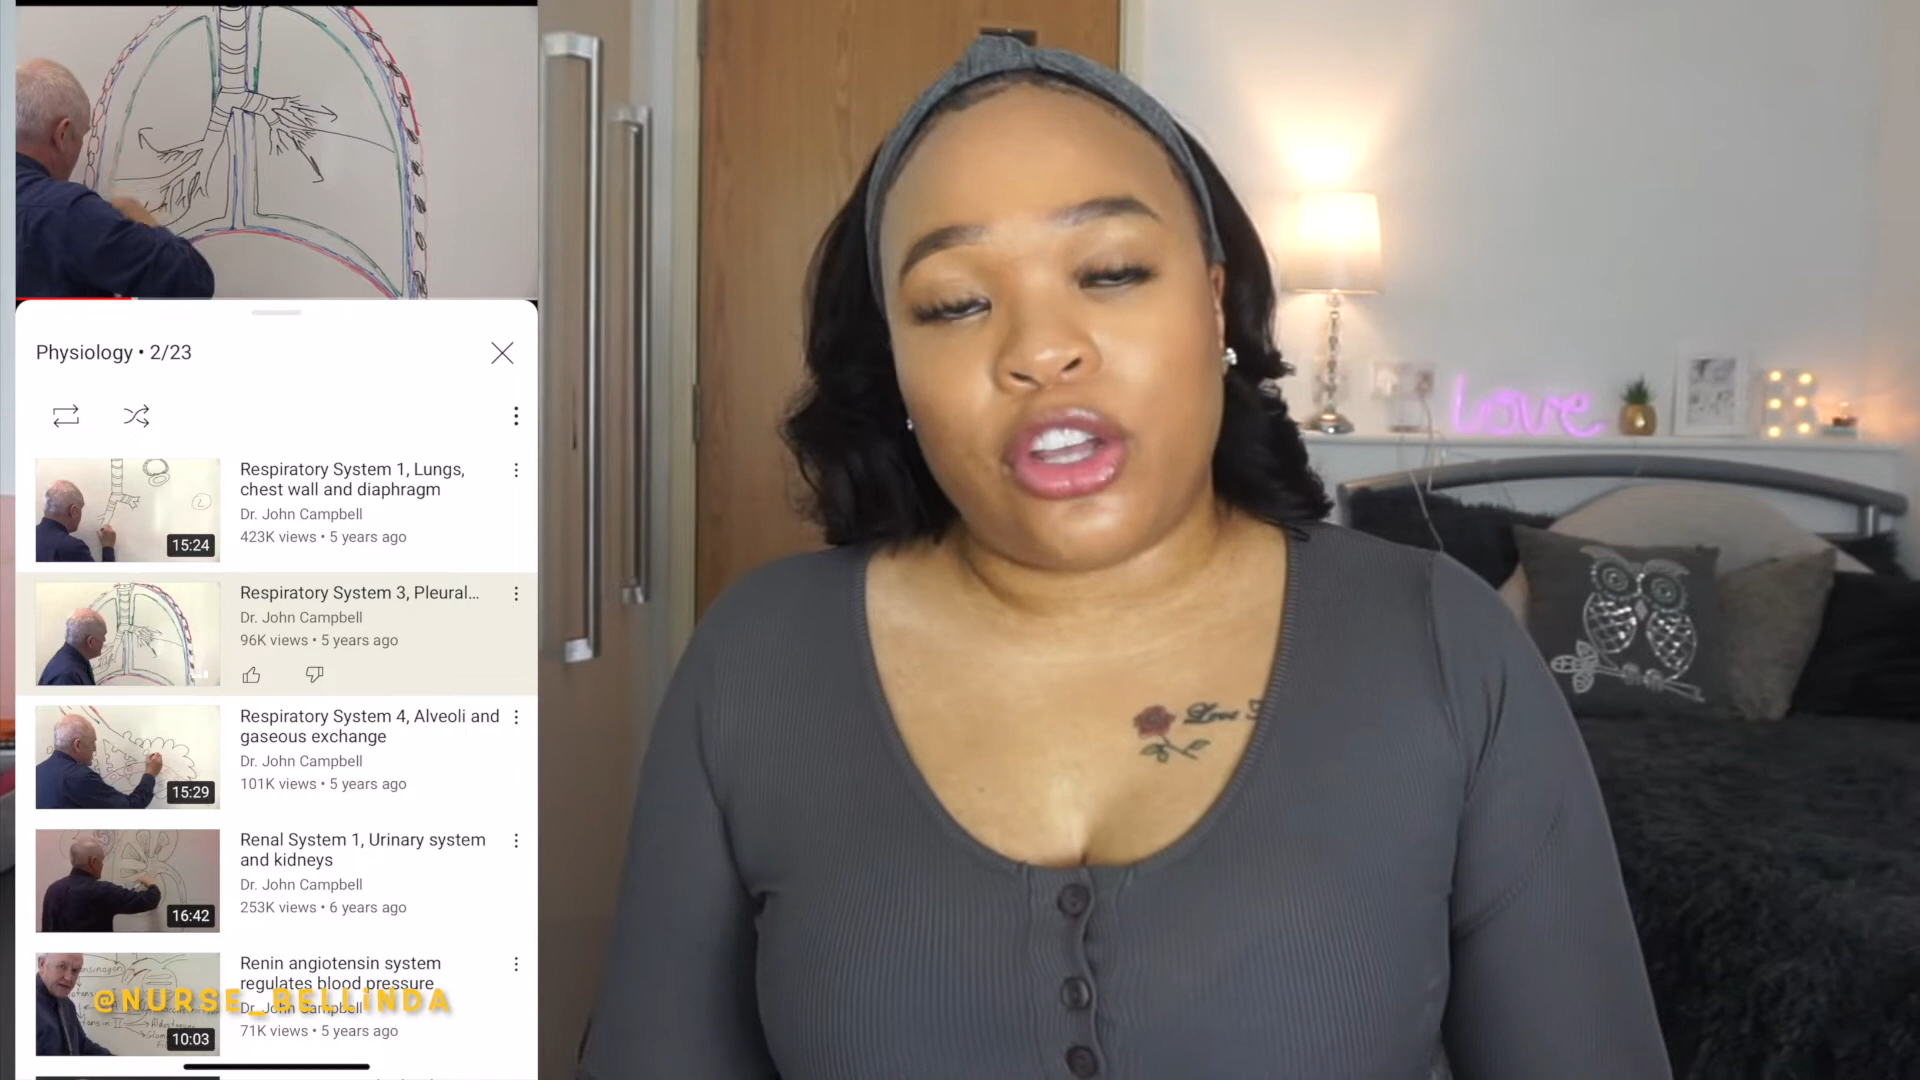 Physiology • 2/23
Respiratory System 1, Lungs,
chest wall and diaphragm
Dr. John Campbell
423K views • 5 years ago
15:24
Respiratory System 3, Pleural...
Dr. John Campbell
96K views • 5 years ago
Respiratory System 4, Alveoli and
gaseous exchange
Dr. John Campbell
101K views • 5 years ago
15:29
Renal System 1, Urinary system
and kidneys
Dr. John Campbell
253K views • 6 years ago
16:42
Renin angiotensin system
regulates blood pressure
Dr. John Campbell
71K views • 5 years ago
10:03
@NURSE_BELLiNDA
Love
Love